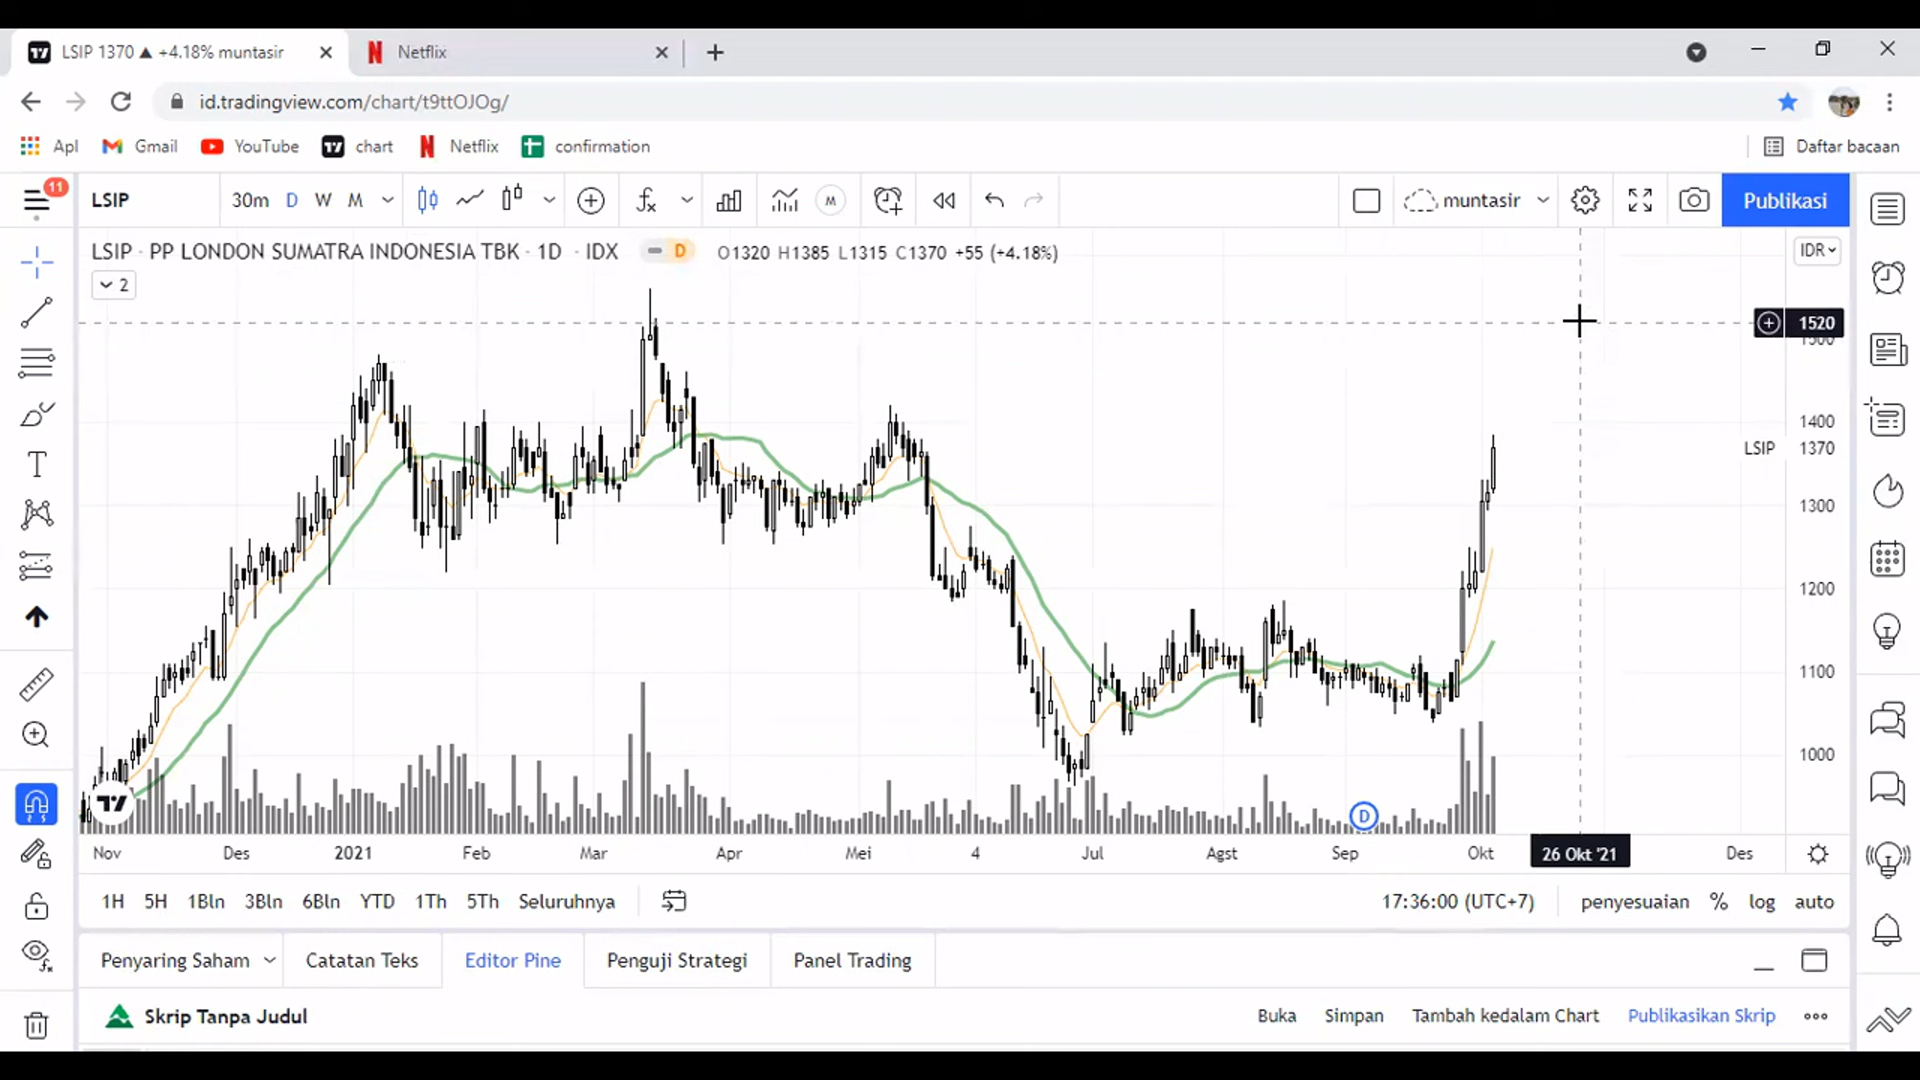 LSIP 1370 ▲ +4.18% muntasir
Netflix
id.tradingview.com/chart/t9ttOJOg/
Apl
Gmail
YouTube
chart
Netflix
confirmation
Daftar bacaan
11
LSIP
30m D W M
M
muntasir
Publikasi
LSIP · PP LONDON SUMATRA INDONESIA TBK · 1D · IDX
D
O1320 H1385 L1315 C1370 +55 (+4.18%)
IDR
2
1520
1500
1400
LSIP 1370
1300
1200
1100
1000
D
Nov Des 2021 Feb Mar Apr Mei 4 Jul Agst Sep Okt 26 Okt '21 Des
1H 5H 1Bln 3Bln 6Bln YTD 1Th 5Th Seluruhnya
17:36:00 (UTC+7)
penyesuaian % log auto
Penyaring Saham
Catatan Teks
Editor Pine
Penguji Strategi
Panel Trading
Skrip Tanpa Judul
Buka
Simpan
Tambah kedalam Chart
Publikasikan Skrip